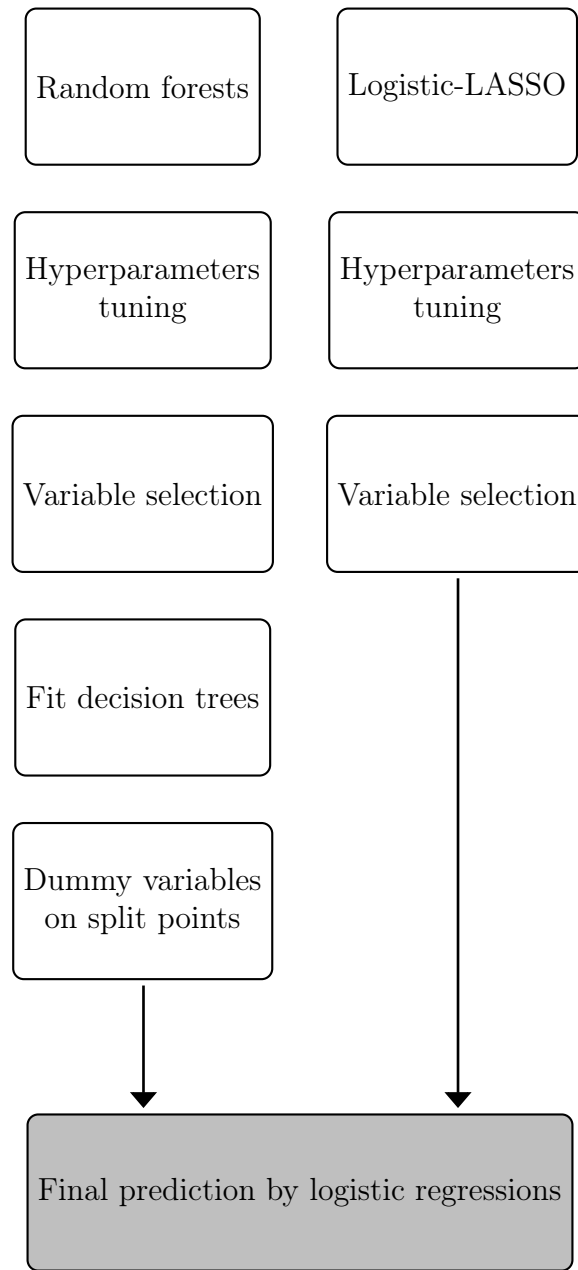 Random forests
Logistic-LASSO
Hyperparameters
tuning
Hyperparameters
tuning
Variable selection
Variable selection
Fit decision trees
Dummy variables
on split points
Final prediction by logistic regressions